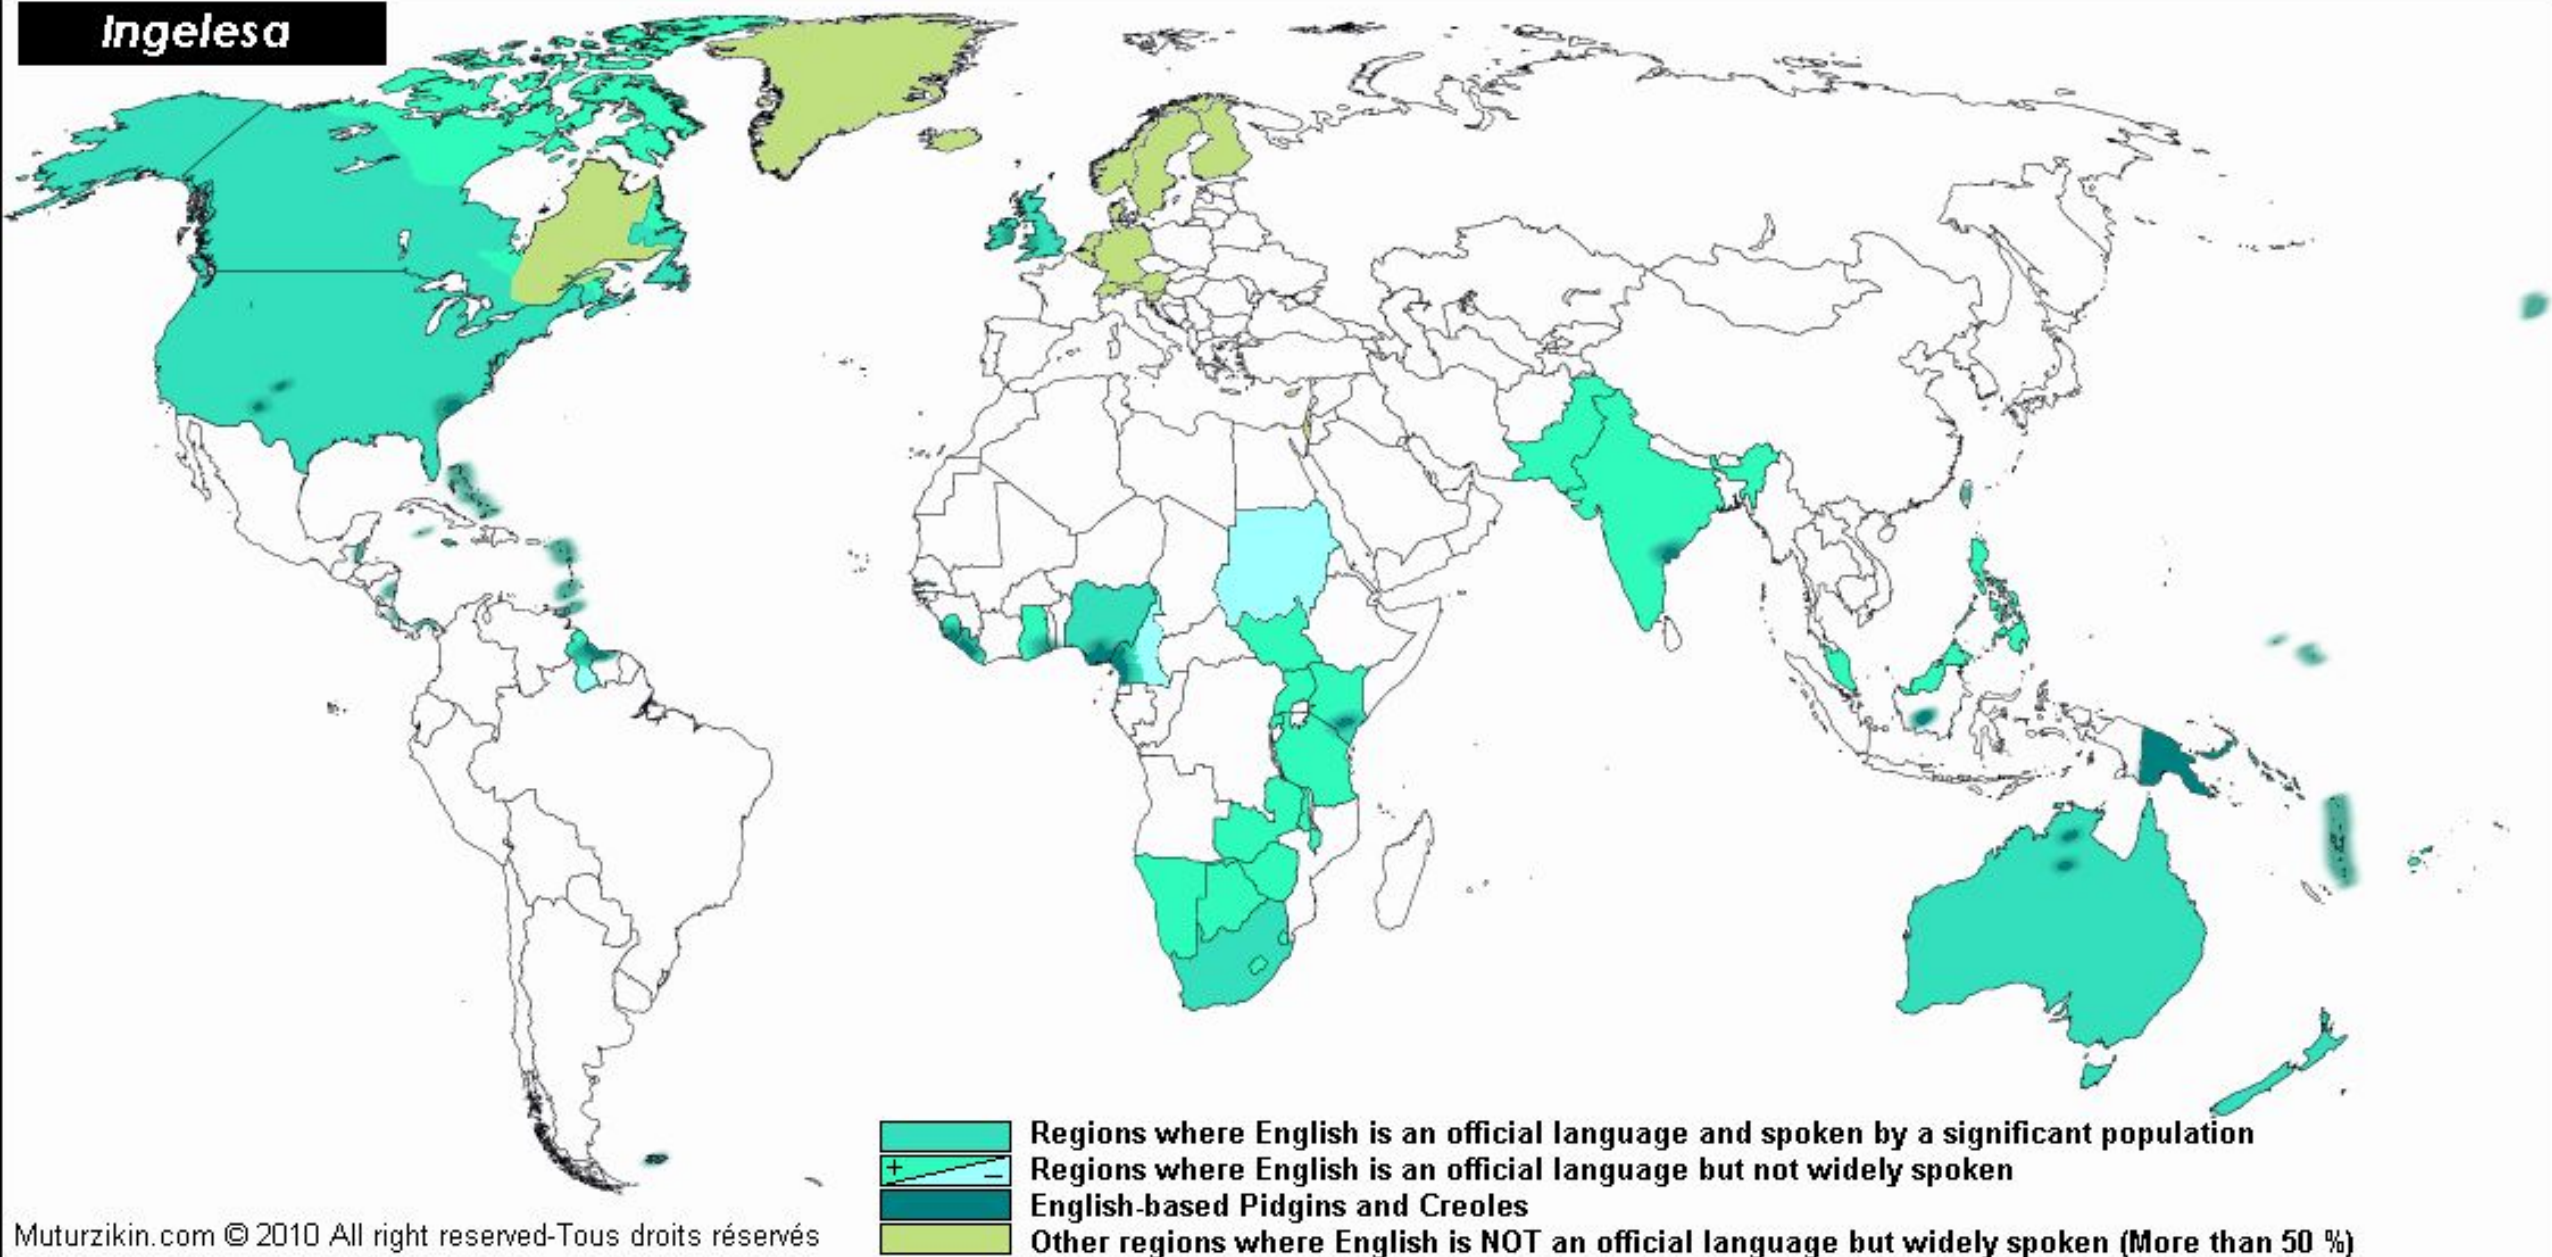 Ingelesa
Regions where English is an official language and spoken by a significant population
+ − Regions where English is an official language but not widely spoken
English-based Pidgins and Creoles
Other regions where English is NOT an official language but widely spoken (More than 50 %)
Muturzikin.com © 2010 All right reserved-Tous droits réservés